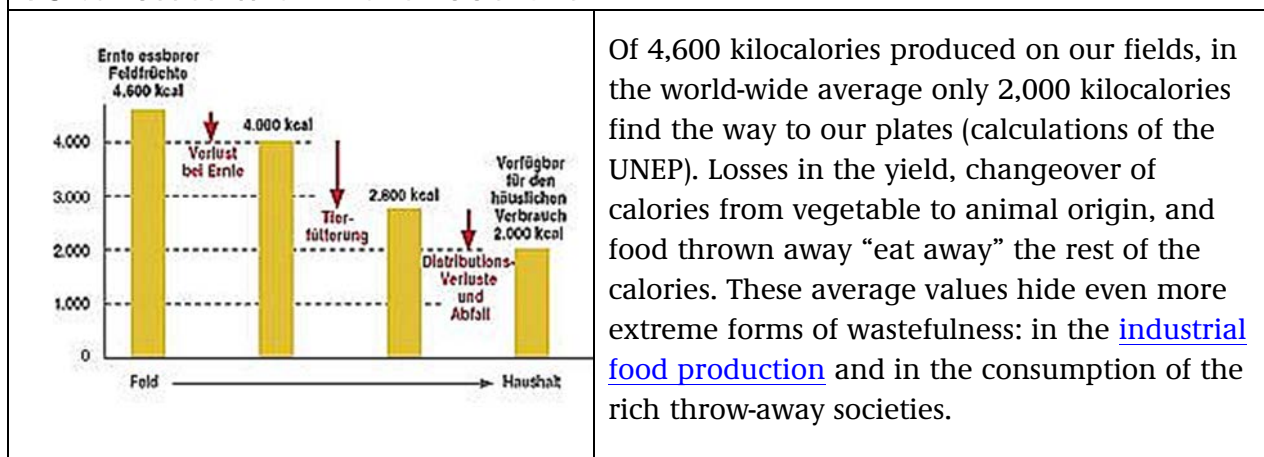 Ernte essbarer
Feldfrüchte
4.600 kcal
4.000 kcal
Verlust
bei Ernte
2.800 kcal
Tier-
fütterung
Verfügbar
für den
häuslichen
Verbrauch
2.000 kcal
Distributions-
Verluste
und
Abfall
4.000
3.000
2.000
1.000
0
Feld
Haushalt
Of 4,600 kilocalories produced on our fields, in
the world-wide average only 2,000 kilocalories
find the way to our plates (calculations of the
UNEP). Losses in the yield, changeover of
calories from vegetable to animal origin, and
food thrown away “eat away” the rest of the
calories. These average values hide even more
extreme forms of wastefulness: in the industrial
food production and in the consumption of the
rich throw-away societies.